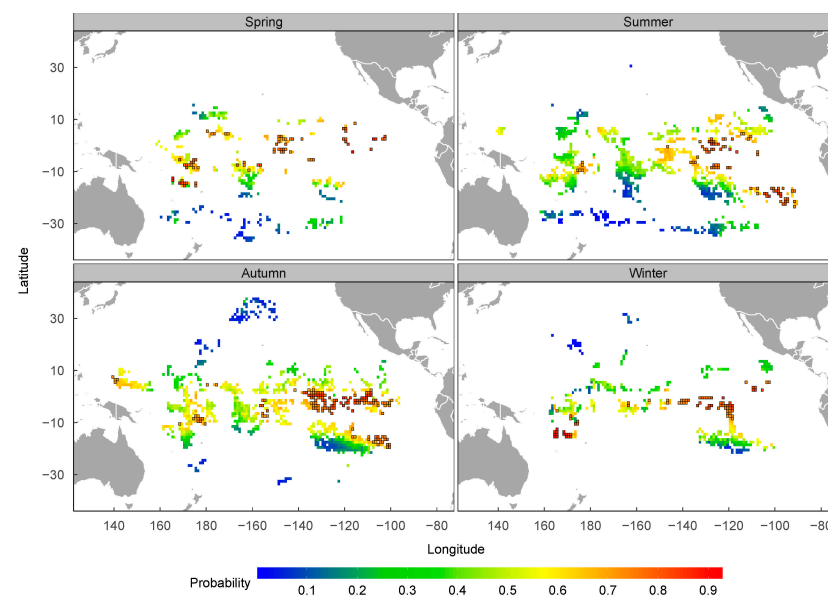 Spring Summer
30
10
−10
−30
Latitude
Autumn Winter
30
10
−10
−30
140 160 180 −160 −140 −120 −100 −80 140 160 180 −160 −140 −120 −100 −80
Longitude
Probability
0.1 0.2 0.3 0.4 0.5 0.6 0.7 0.8 0.9